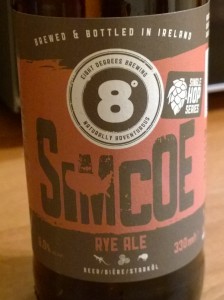 BREWED & BOTTLED IN IRELAND
EIGHT DEGREES BREWING
8°
NATURALLY ADVENTUROUS
SINGLE
HOP
SERIES
SIMCOE
RYE ALE
330ml
BEER/BIÈRE/STARKÖL